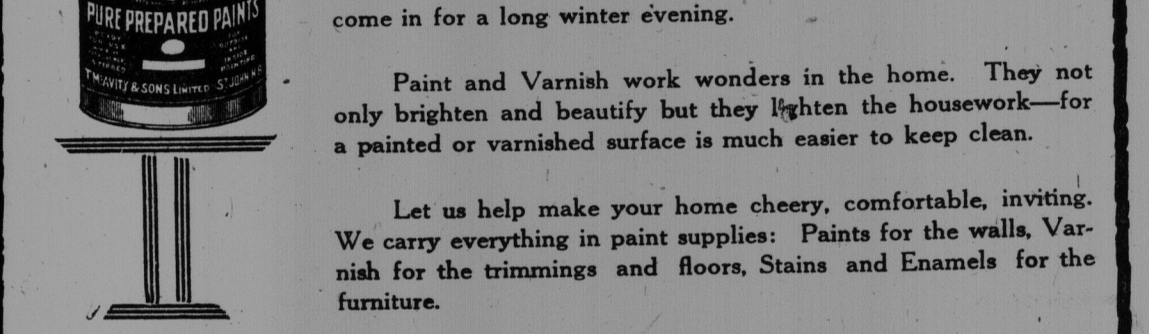 PURE PREPARED PAINTS
T. McAVITY & SONS LIMITED ST. JOHN N.B.
come in for a long winter evening.
Paint and Varnish work wonders in the home. They not
only brighten and beautify but they lighten the housework—for
a painted or varnished surface is much easier to keep clean.
Let us help make your home cheery, comfortable, inviting.
We carry everything in paint supplies: Paints for the walls, Var-
nish for the trimmings and floors, Stains and Enamels for the
furniture.